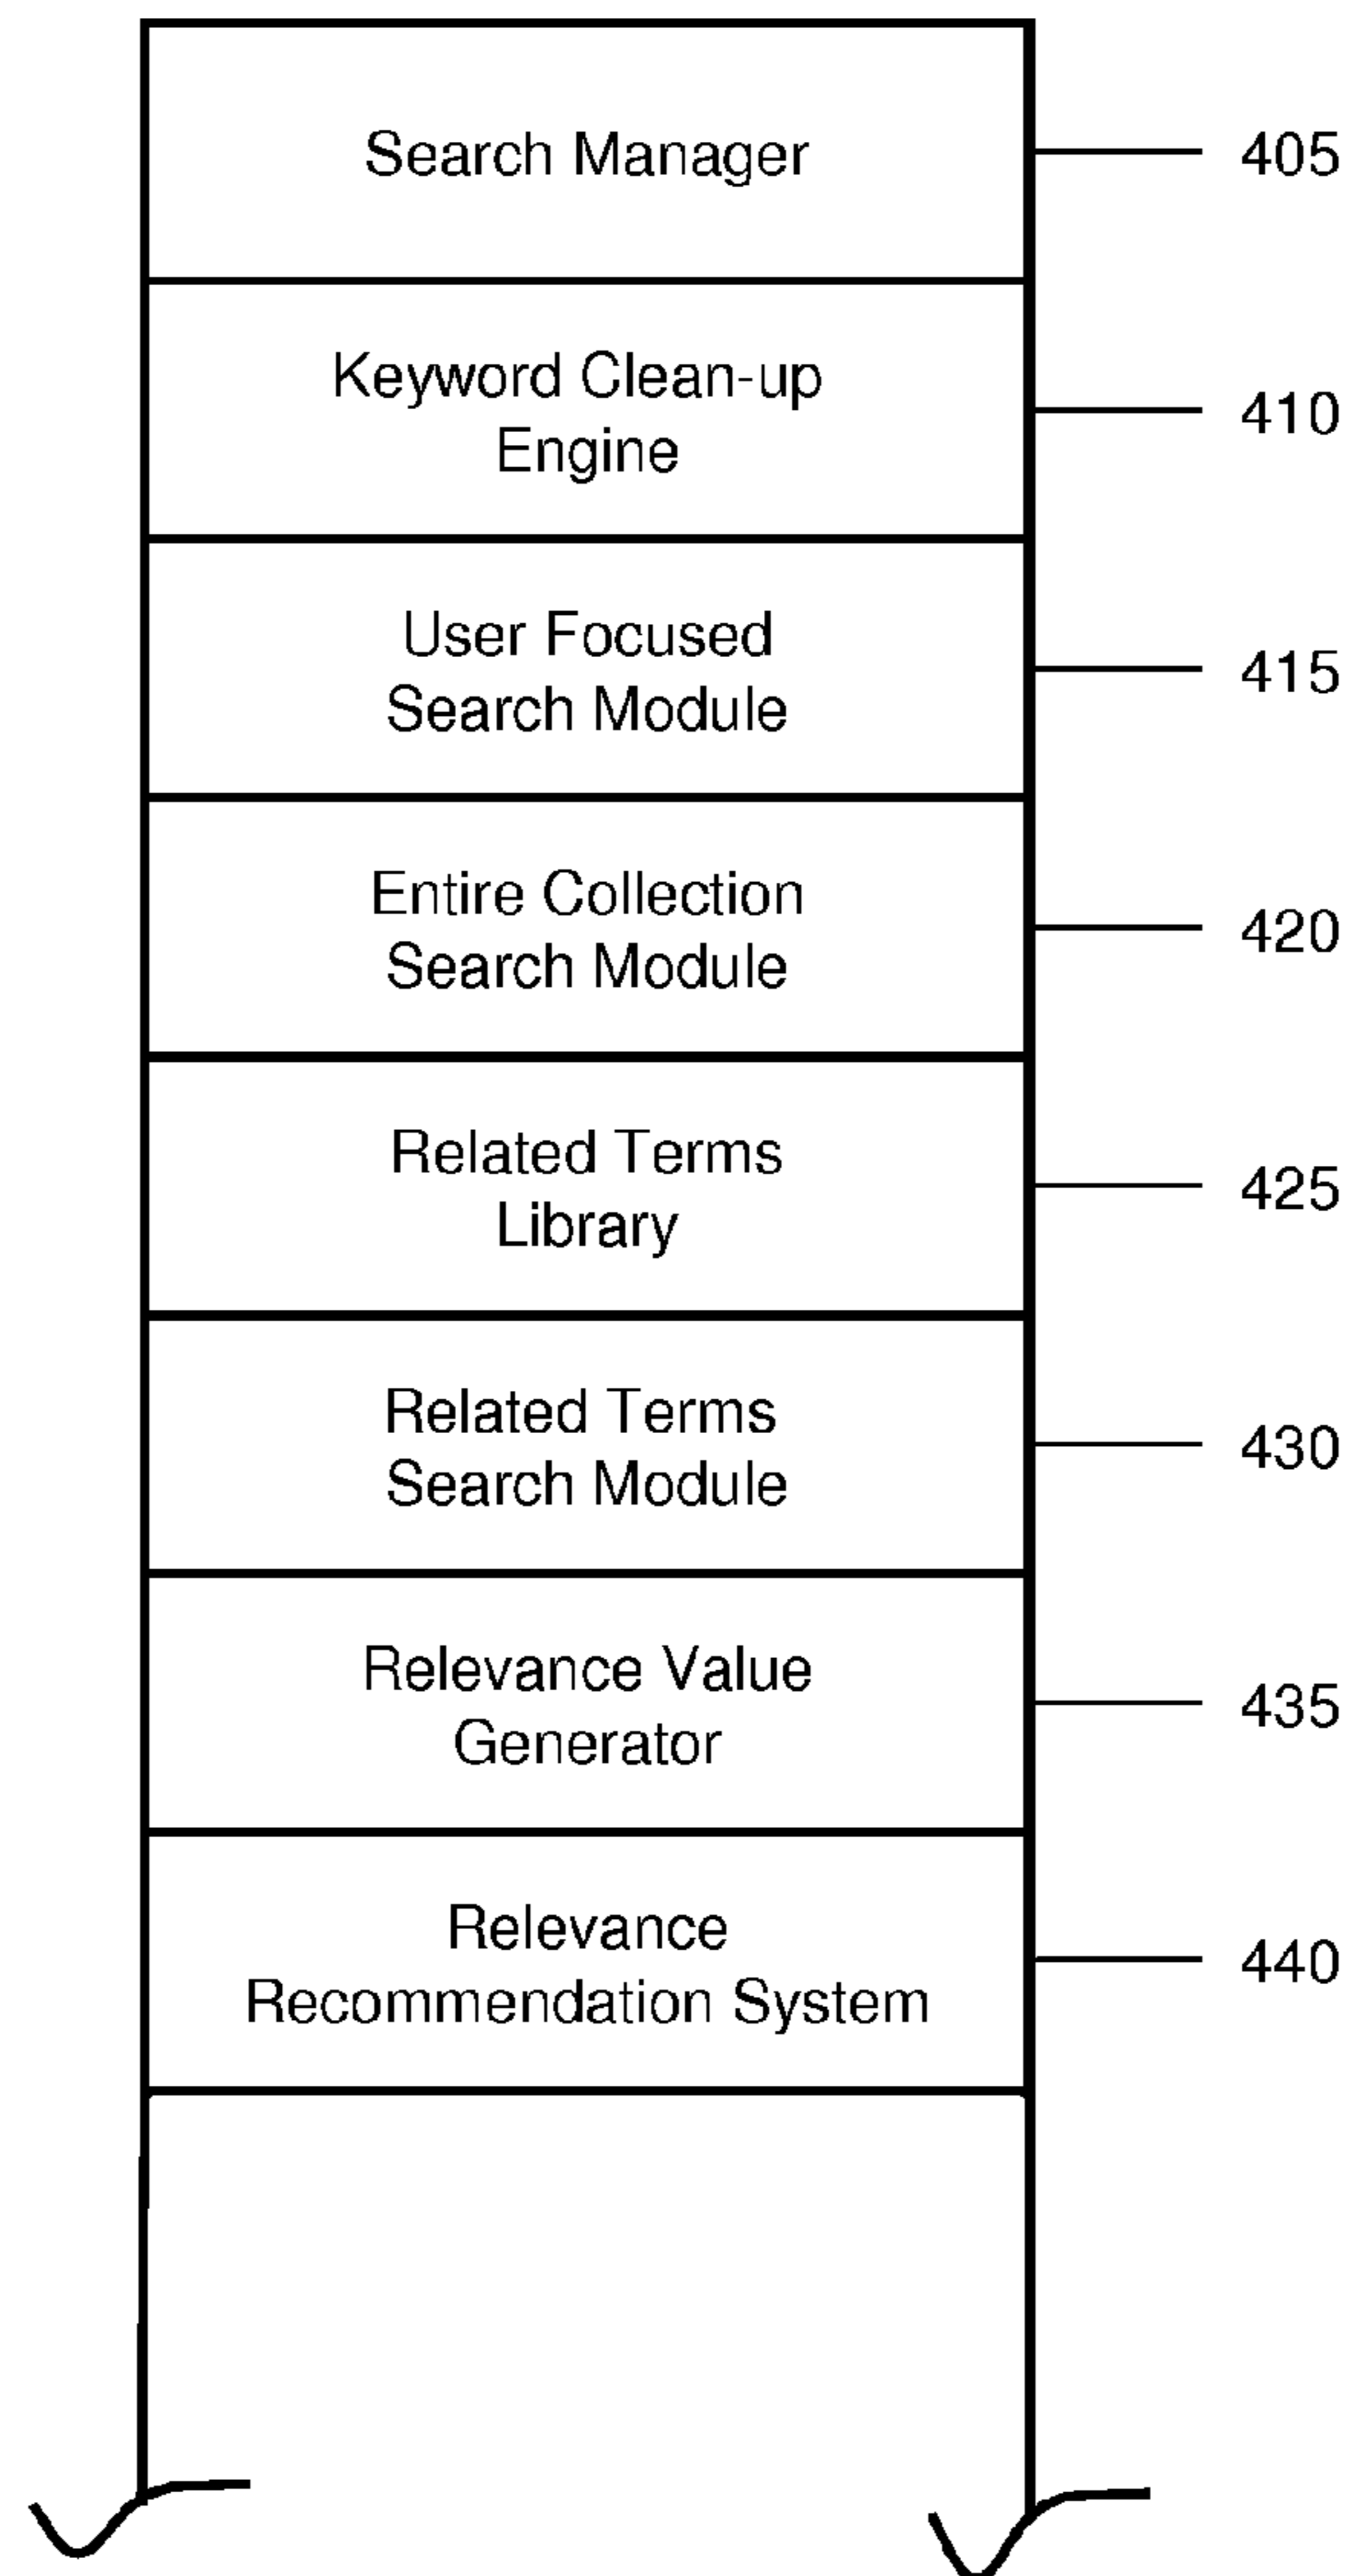 Search Manager
405
Keyword Clean-up
Engine
410
User Focused
Search Module
415
Entire Collection
Search Module
420
Related Terms
Library
425
Related Terms
Search Module
430
Relevance Value
Generator
435
Relevance
Recommendation System
440